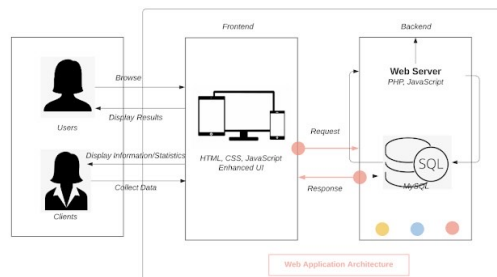 Frontend
Backend
Browse
Display Results
Users
Display Information/Statistics
Collect Data
Clients
HTML, CSS, JavaScript
Enhanced UI
Request
Response
Web Server
PHP, JavaScript
SQL
MySQL
Web Application Architecture